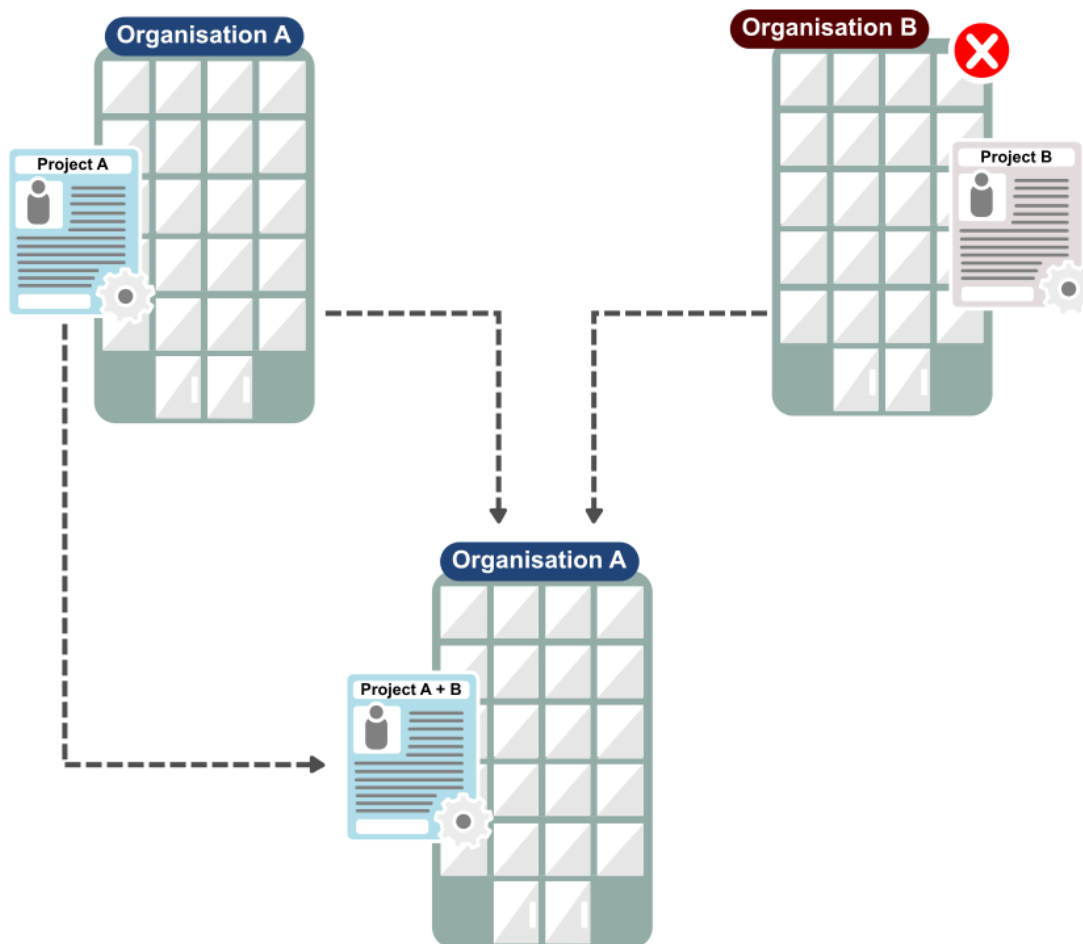 Organisation A
Organisation B
Project A
Project B
Organisation A
Project A + B